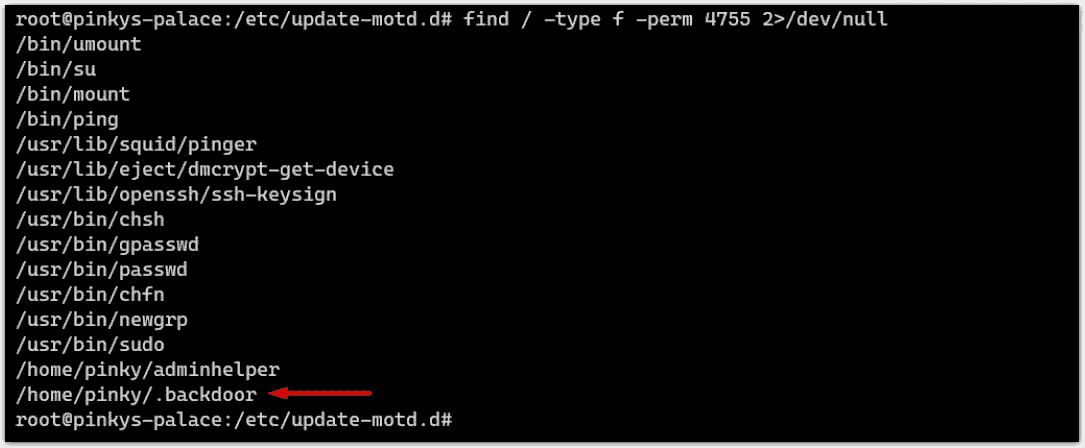 root@pinkys-palace:/etc/update-motd.d# find / -type f -perm 4755 2>/dev/null
/bin/umount
/bin/su
/bin/mount
/bin/ping
/usr/lib/squid/pinger
/usr/lib/eject/dmcrypt-get-device
/usr/lib/openssh/ssh-keysign
/usr/bin/chsh
/usr/bin/gpasswd
/usr/bin/passwd
/usr/bin/chfn
/usr/bin/newgrp
/usr/bin/sudo
/home/pinky/adminhelper
/home/pinky/.backdoor
root@pinkys-palace:/etc/update-motd.d#